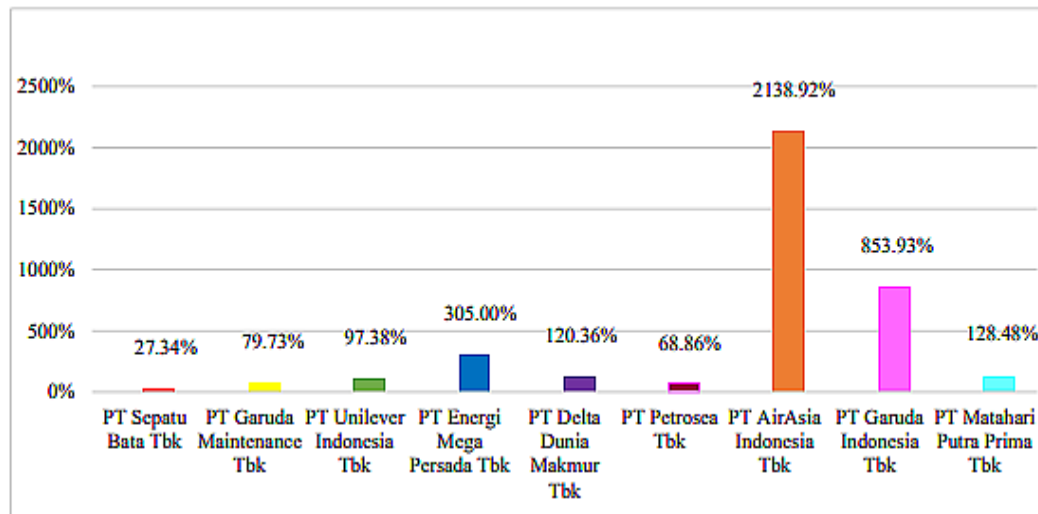 2500%
2000%
1500%
1000%
500%
0%
27.34%
79.73%
97.38%
305.00%
120.36%
68.86%
2138.92%
853.93%
128.48%
PT Sepatu
Bata Tbk
PT Garuda
Maintenance
Tbk
PT Unilever
Indonesia
Tbk
PT Energi
Mega
Persada Tbk
PT Delta
Dunia
Makmur
Tbk
PT Petrosea
Tbk
PT AirAsia
Indonesia
Tbk
PT Garuda
Indonesia
Tbk
PT Matahari
Putra Prima
Tbk